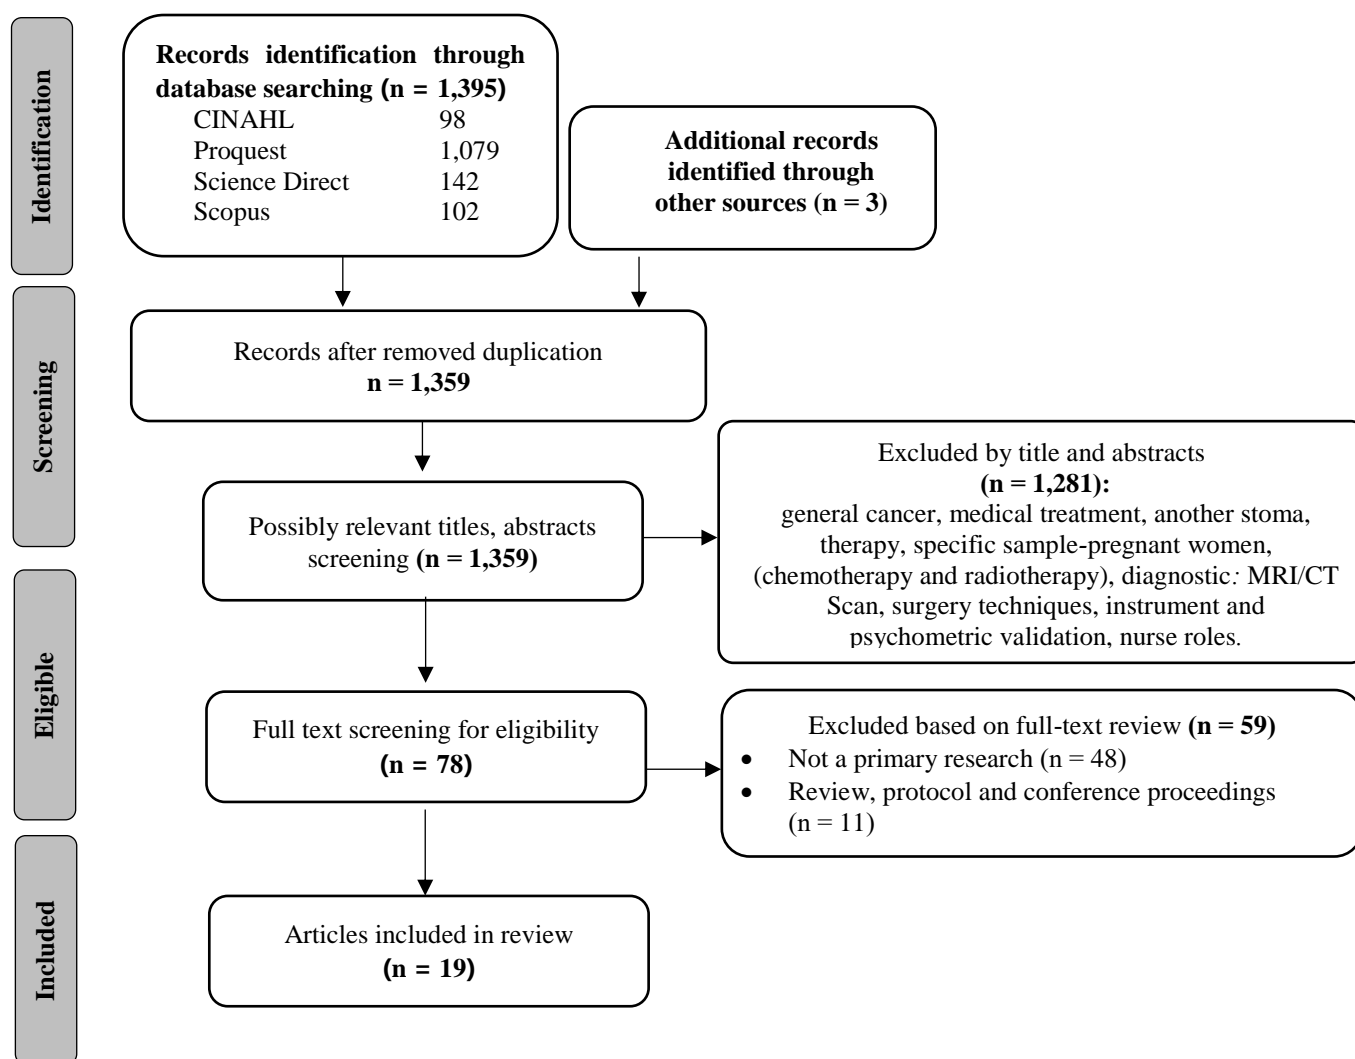 Identification
Records identification through
database searching (n = 1,395)
CINAHL 98
Proquest 1,079
Science Direct 142
Scopus 102
Additional records
identified through
other sources (n = 3)
Screening
Records after removed duplication
n = 1,359
Possibly relevant titles, abstracts
screening (n = 1,359)
Excluded by title and abstracts
(n = 1,281):
general cancer, medical treatment, another stoma,
therapy, specific sample-pregnant women,
(chemotherapy and radiotherapy), diagnostic: MRI/CT
Scan, surgery techniques, instrument and
psychometric validation, nurse roles.
Eligible
Full text screening for eligibility
(n = 78)
Excluded based on full-text review (n = 59)
• Not a primary research (n = 48)
• Review, protocol and conference proceedings
(n = 11)
Included
Articles included in review
(n = 19)